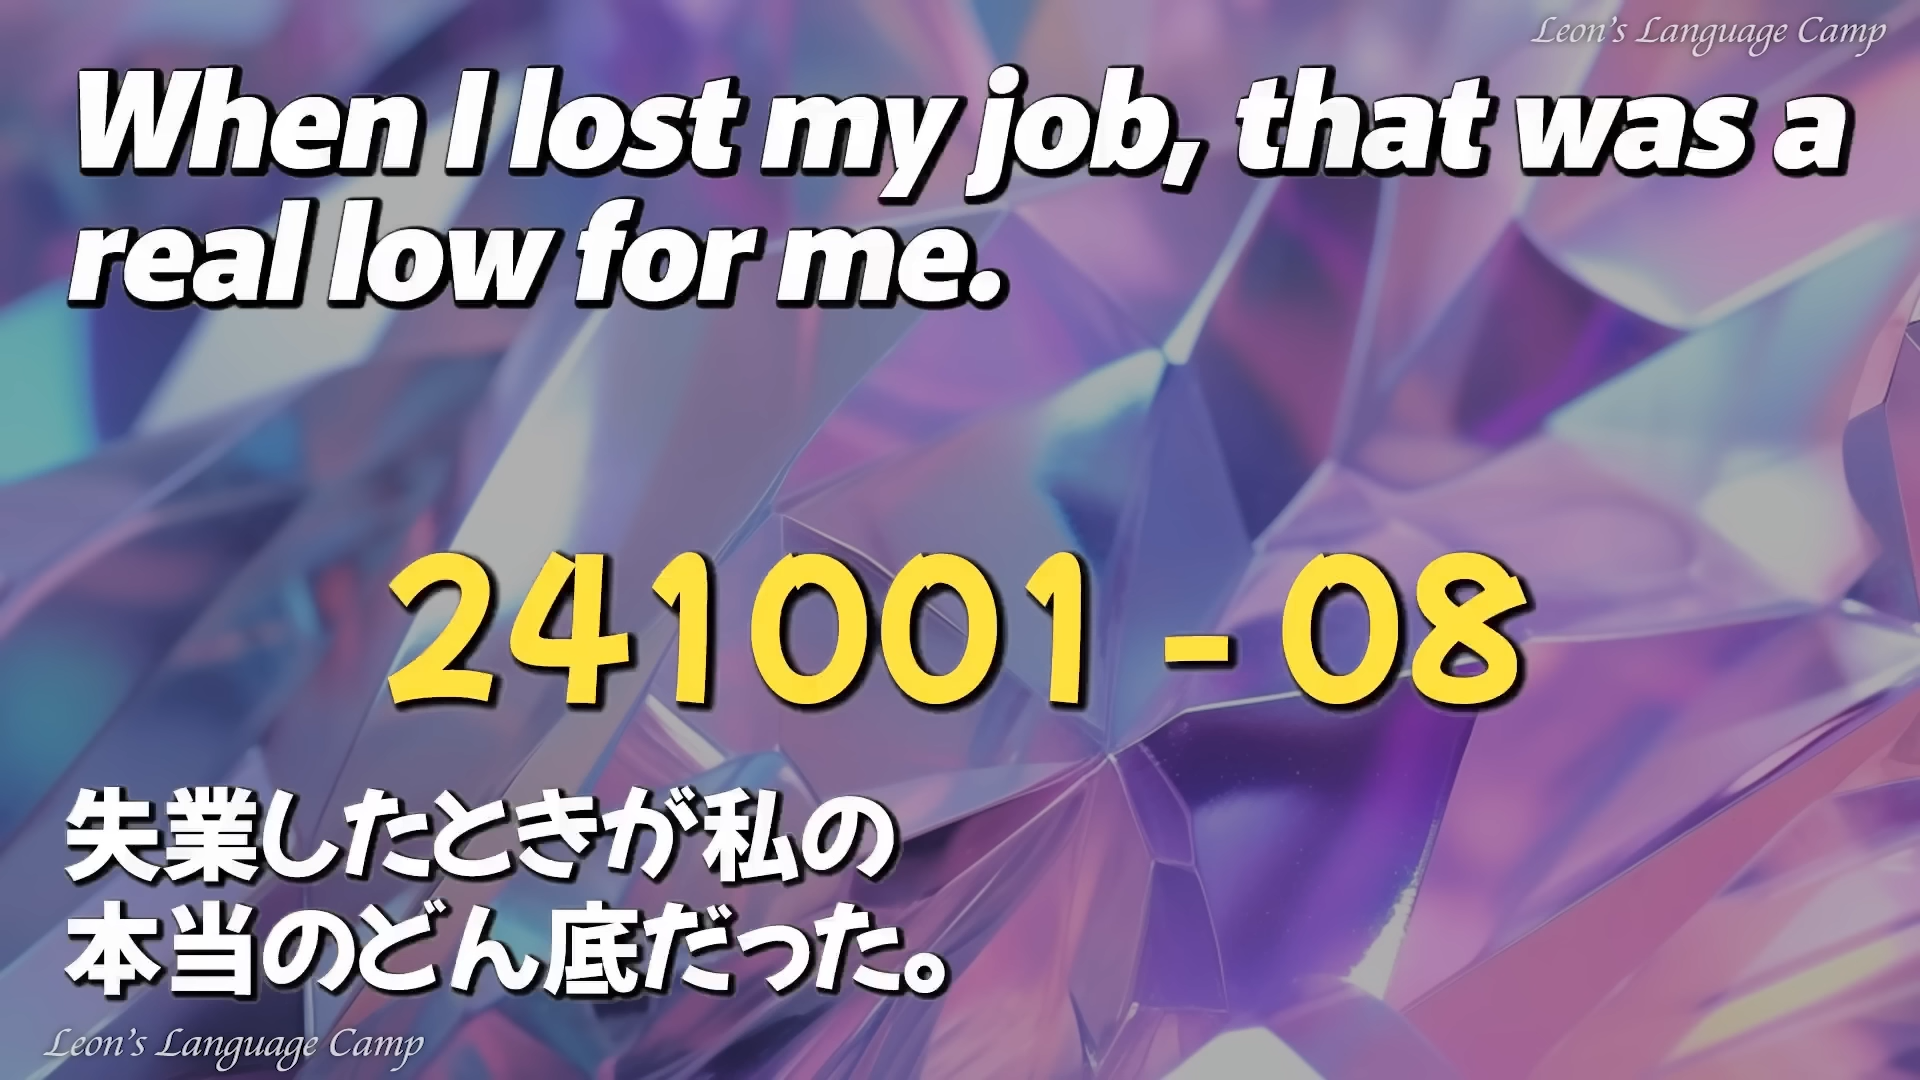 Leon's Language Camp
When I lost my job, that was a
real low for me.
241001 - 08
失業したときが私の
本当のどん底だった。
Leon's Language Camp